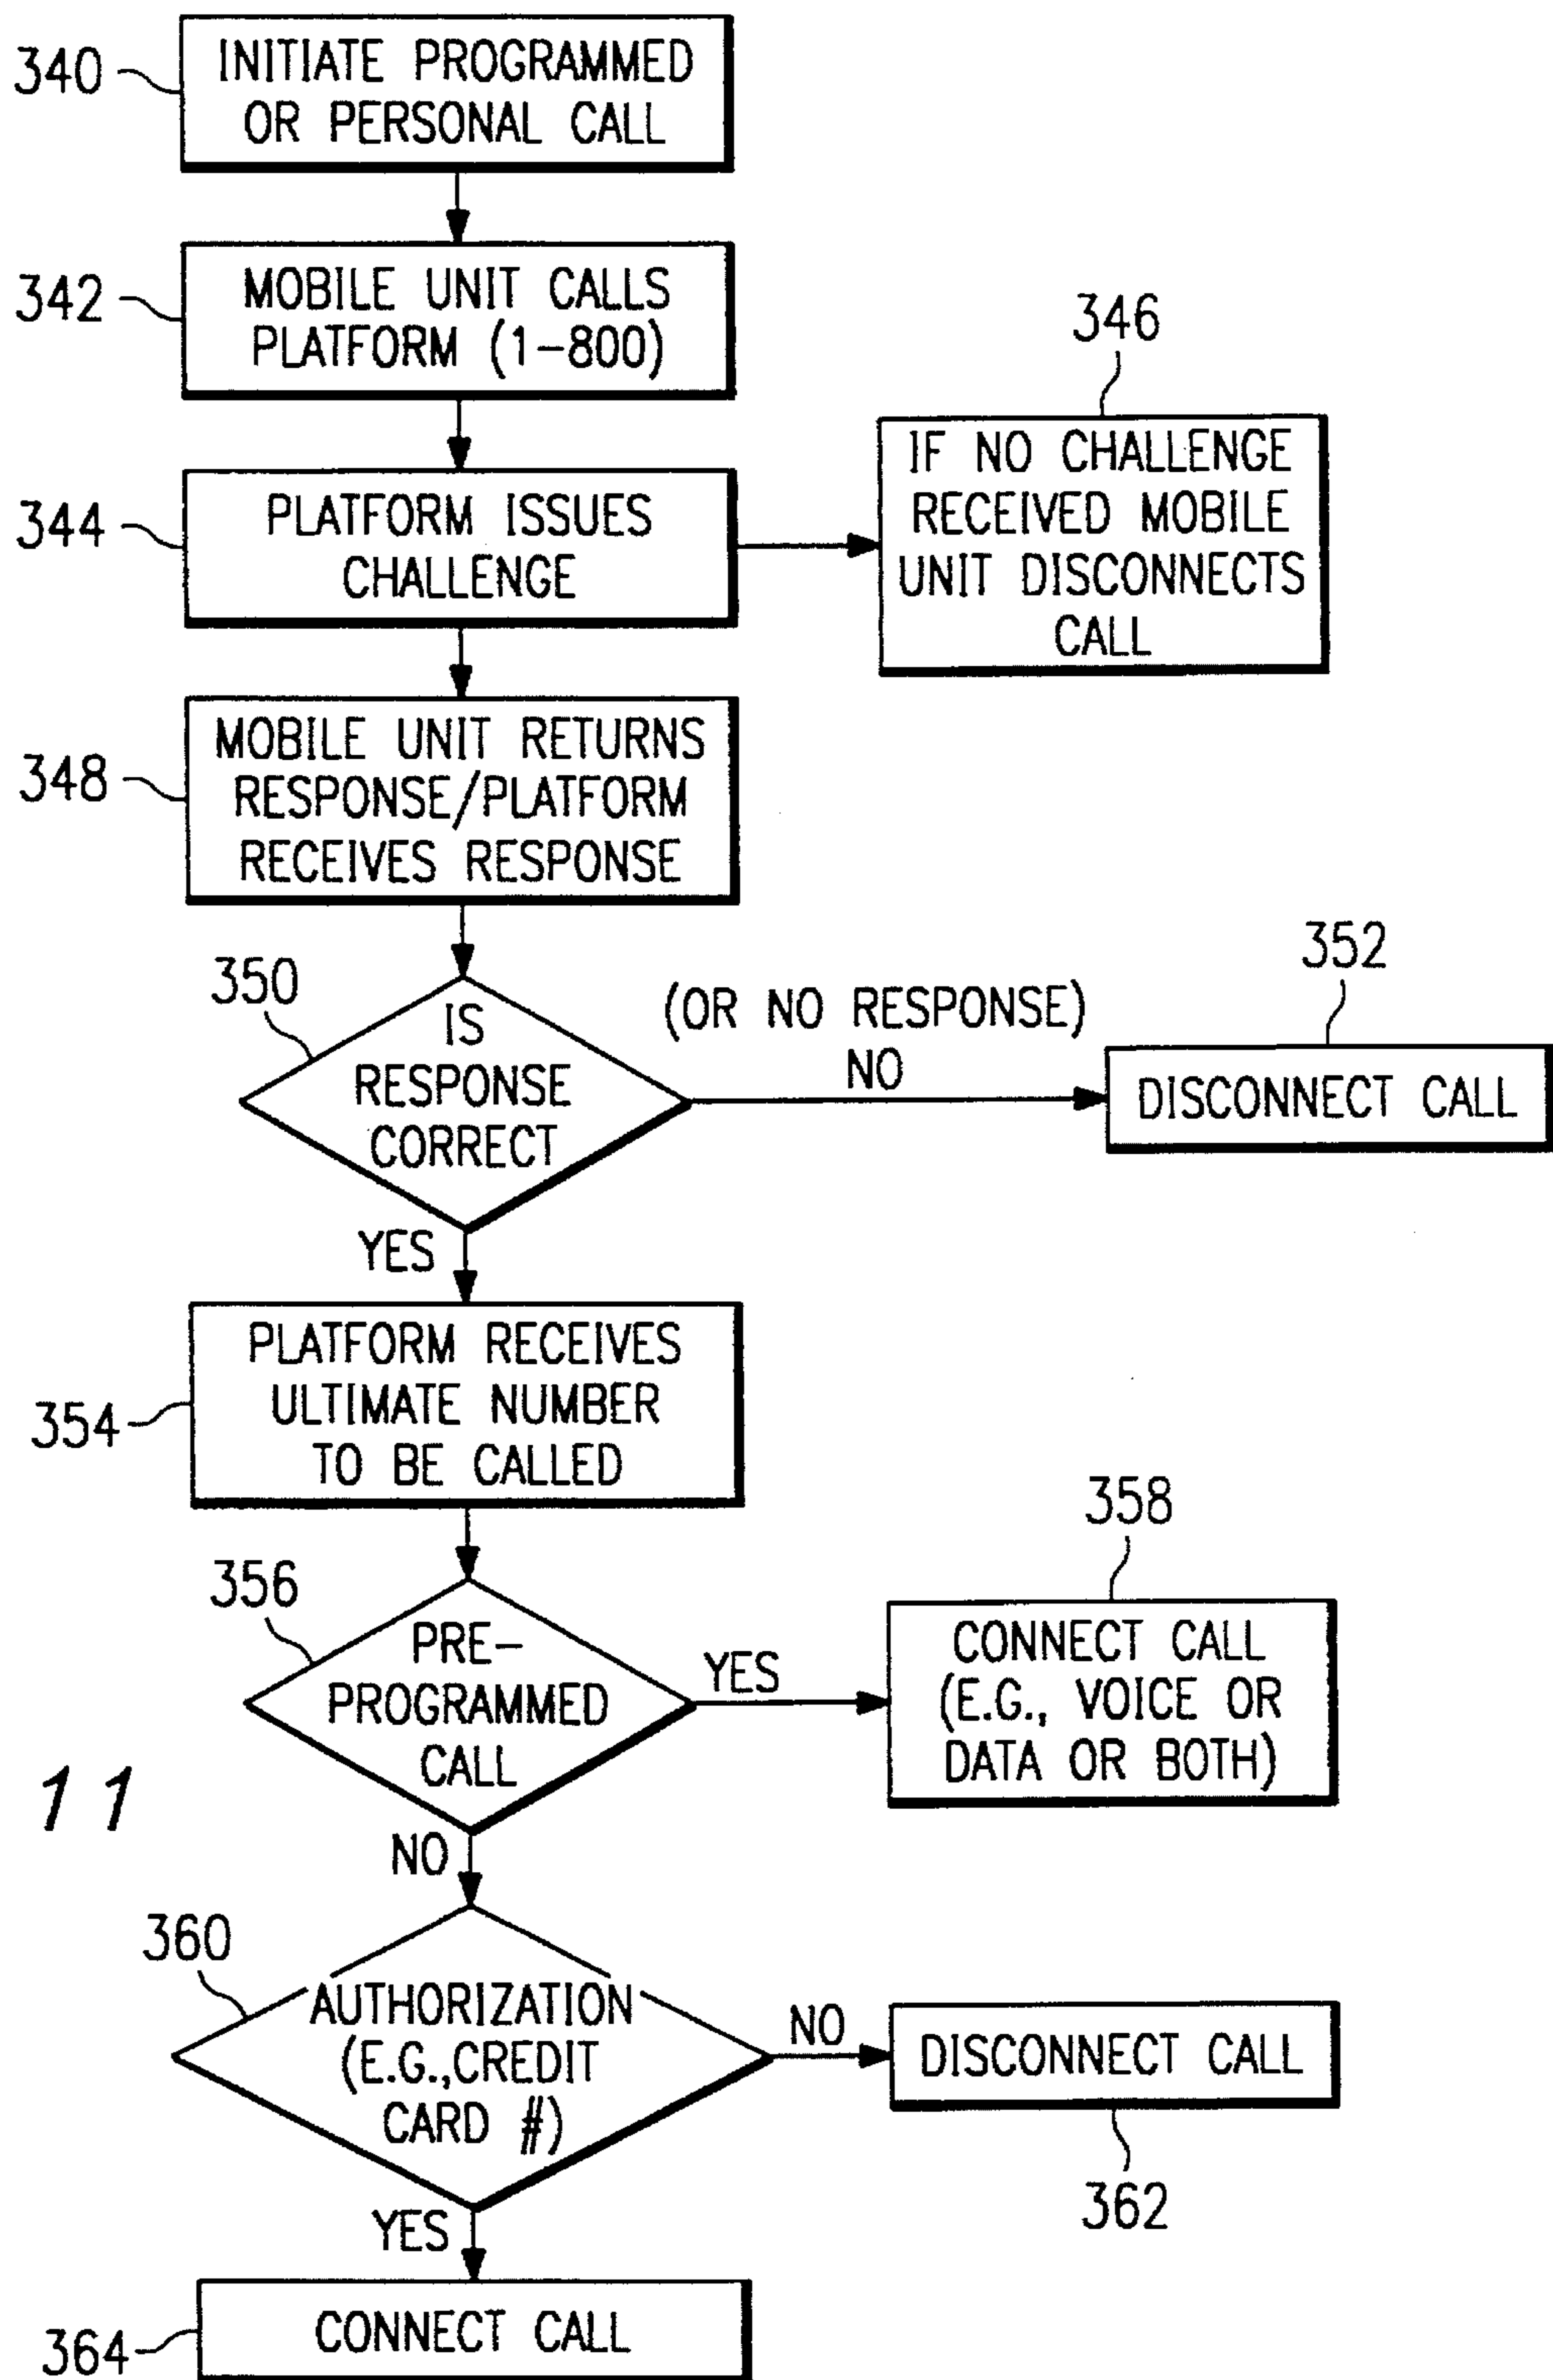 340
INITIATE PROGRAMMED
OR PERSONAL CALL
342
MOBILE UNIT CALLS
PLATFORM (1-800)
344
PLATFORM ISSUES
CHALLENGE
346
IF NO CHALLENGE
RECEIVED MOBILE
UNIT DISCONNECTS
CALL
348
MOBILE UNIT RETURNS
RESPONSE/PLATFORM
RECEIVES RESPONSE
350
IS
RESPONSE
CORRECT
(OR NO RESPONSE)
NO
352
DISCONNECT CALL
YES
354
PLATFORM RECEIVES
ULTIMATE NUMBER
TO BE CALLED
356
PRE-
PROGRAMMED
CALL
YES
358
CONNECT CALL
(E.G., VOICE OR
DATA OR BOTH)
11
NO
360
AUTHORIZATION
(E.G.,CREDIT
CARD #)
NO
DISCONNECT CALL
362
YES
364
CONNECT CALL